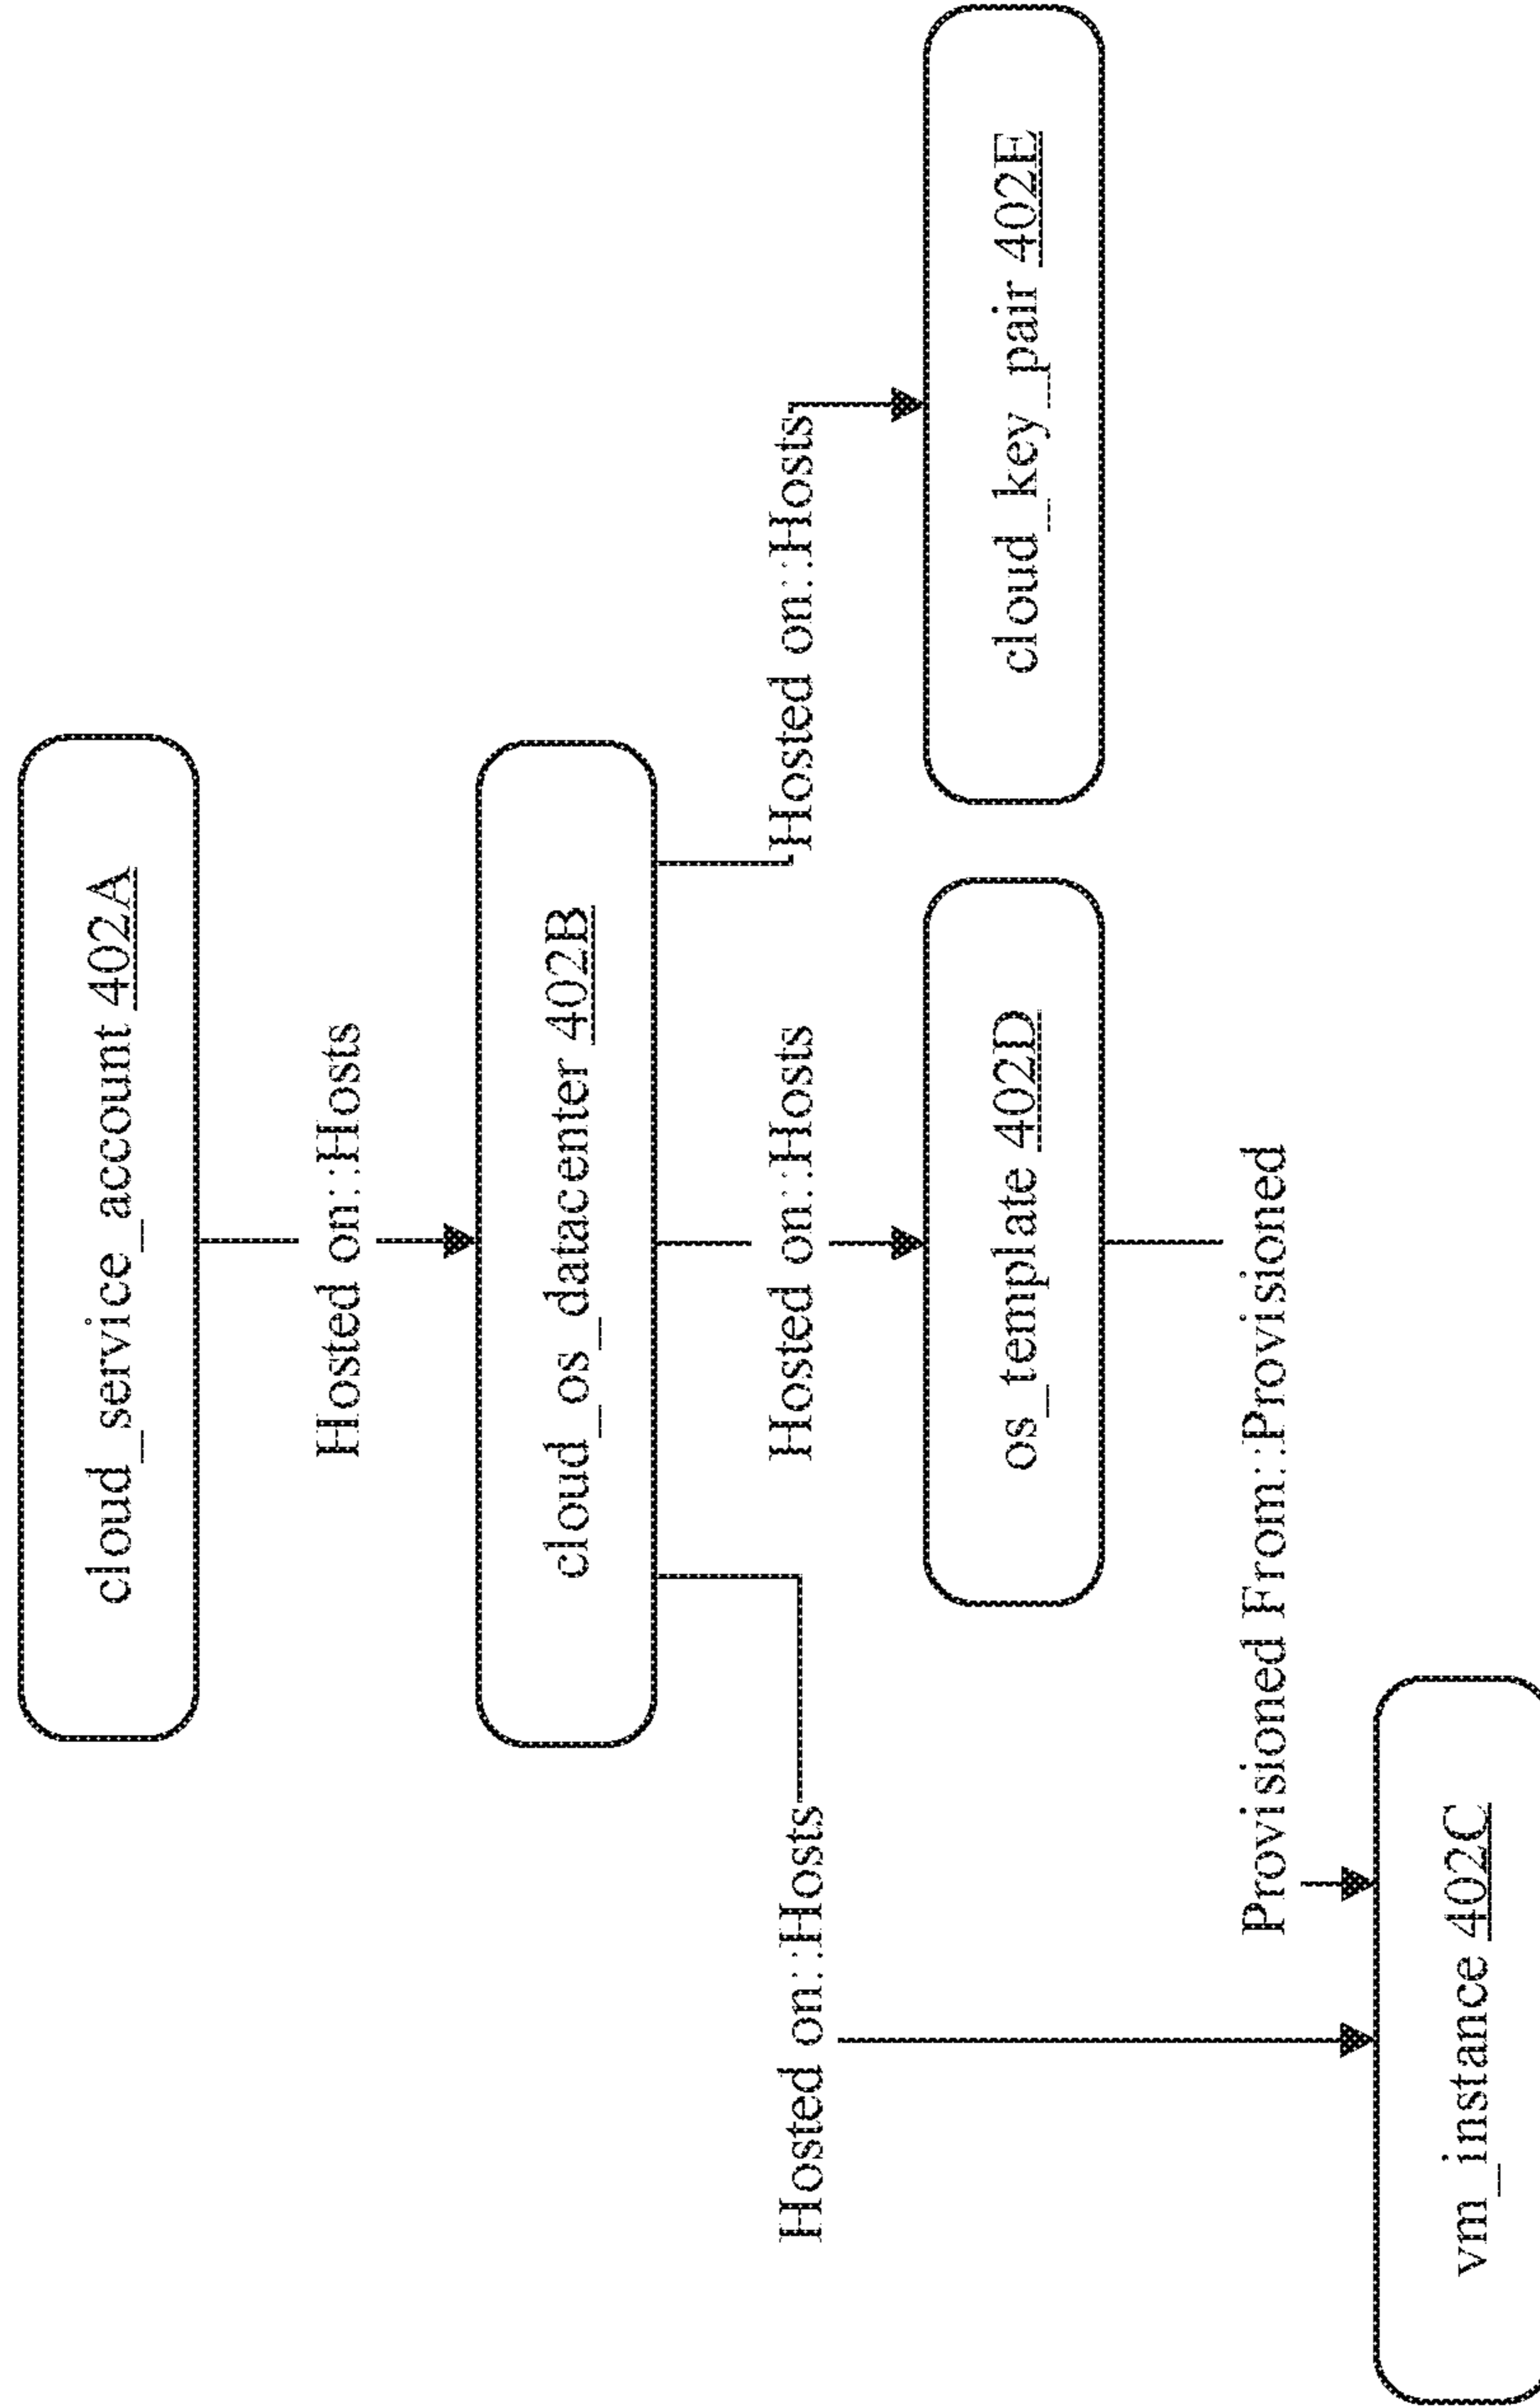 cloud_service_account 402A
Hosted on::Hosts
cloud_os_datacenter 402B
Hosted on::Hosts
Hosted on::Hosts
Hosted on::Hosts
os_template 402D
cloud_key_pair 402E
Provisioned From::Provisioned
vm_instance 402C